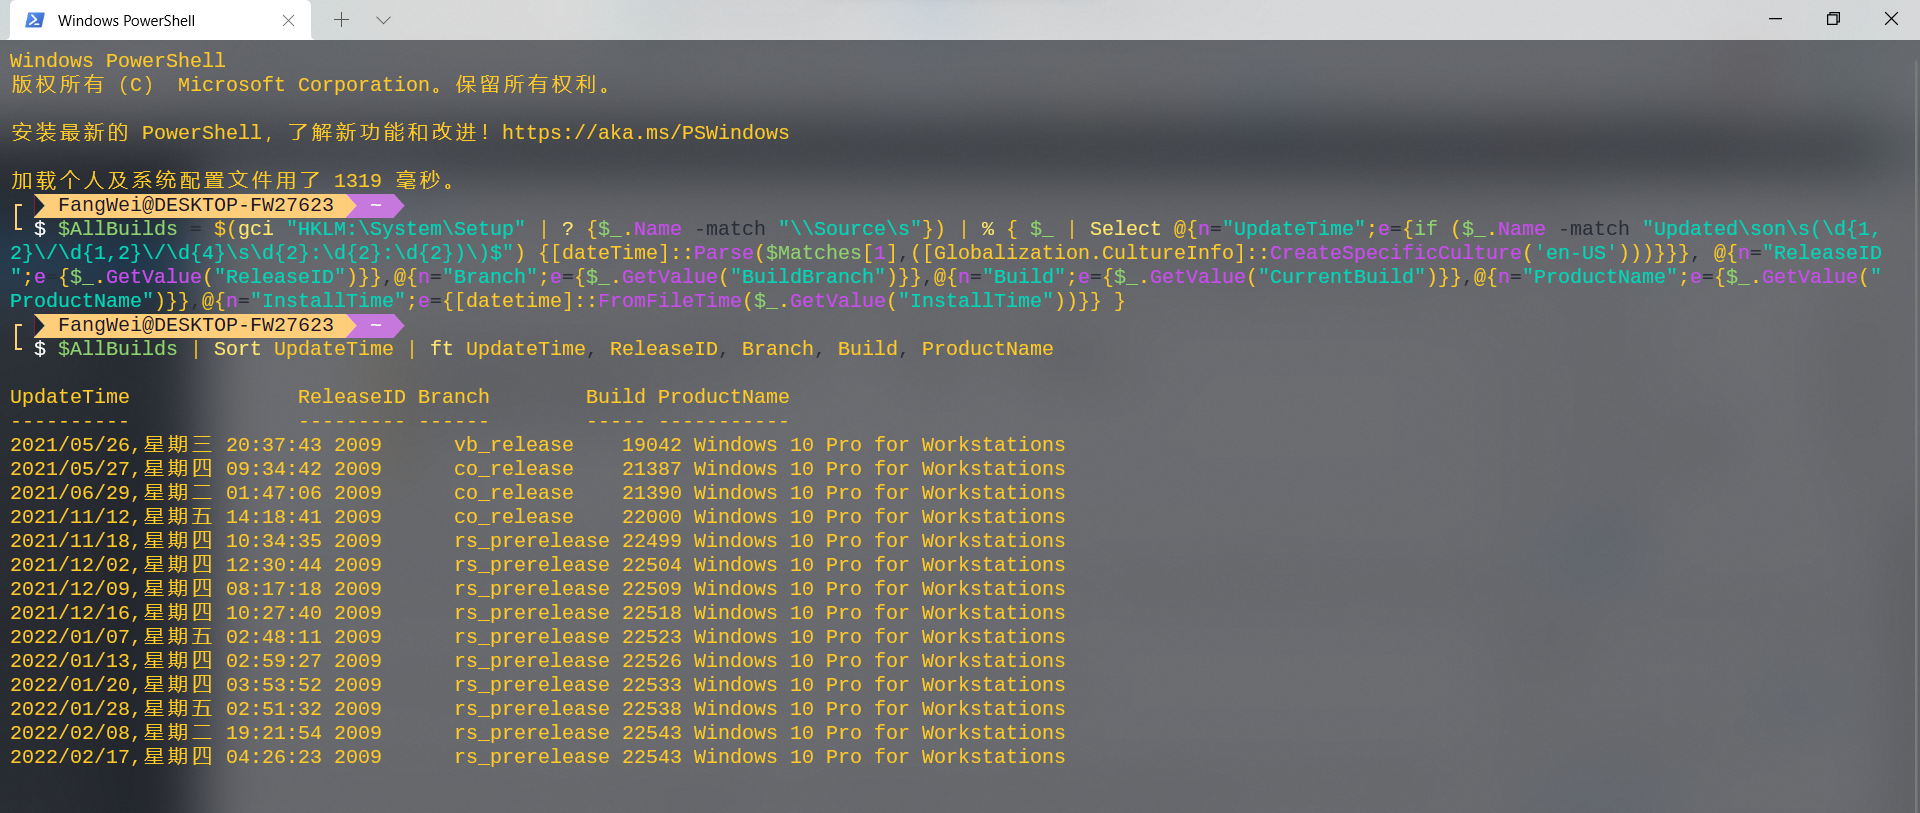 Windows PowerShell
Windows PowerShell
版权所有 (C)  Microsoft Corporation。保留所有权利。
安装最新的 PowerShell，了解新功能和改进！https://aka.ms/PSWindows
加载个人及系统配置文件用了 1319 毫秒。
FangWei@DESKTOP-FW27623 ~
$ $AllBuilds = $(gci "HKLM:\System\Setup" | ? {$_.Name -match "\\Source\s"}) | % { $_ | Select @{n="UpdateTime";e={if ($_.Name -match "Updated\son\s(\d{1,
2}\/\d{1,2}\/\d{4}\s\d{2}:\d{2}:\d{2})\)$") {[dateTime]::Parse($Matches[1],([Globalization.CultureInfo]::CreateSpecificCulture('en-US')))}}}, @{n="ReleaseID
";e={$_.GetValue("ReleaseID")}},@{n="Branch";e={$_.GetValue("BuildBranch")}},@{n="Build";e={$_.GetValue("CurrentBuild")}},@{n="ProductName";e={$_.GetValue("
ProductName")}},@{n="InstallTime";e={[datetime]::FromFileTime($_.GetValue("InstallTime"))}} }
FangWei@DESKTOP-FW27623 ~
$ $AllBuilds | Sort UpdateTime | ft UpdateTime, ReleaseID, Branch, Build, ProductName
UpdateTime              ReleaseID Branch        Build ProductName
----------              --------- ------        ----- -----------
2021/05/26,星期三 20:37:43 2009      vb_release    19042 Windows 10 Pro for Workstations
2021/05/27,星期四 09:34:42 2009      co_release    21387 Windows 10 Pro for Workstations
2021/06/29,星期二 01:47:06 2009      co_release    21390 Windows 10 Pro for Workstations
2021/11/12,星期五 14:18:41 2009      co_release    22000 Windows 10 Pro for Workstations
2021/11/18,星期四 10:34:35 2009      rs_prerelease 22499 Windows 10 Pro for Workstations
2021/12/02,星期四 12:30:44 2009      rs_prerelease 22504 Windows 10 Pro for Workstations
2021/12/09,星期四 08:17:18 2009      rs_prerelease 22509 Windows 10 Pro for Workstations
2021/12/16,星期四 10:27:40 2009      rs_prerelease 22518 Windows 10 Pro for Workstations
2022/01/07,星期五 02:48:11 2009      rs_prerelease 22523 Windows 10 Pro for Workstations
2022/01/13,星期四 02:59:27 2009      rs_prerelease 22526 Windows 10 Pro for Workstations
2022/01/20,星期四 03:53:52 2009      rs_prerelease 22533 Windows 10 Pro for Workstations
2022/01/28,星期五 02:51:32 2009      rs_prerelease 22538 Windows 10 Pro for Workstations
2022/02/08,星期二 19:21:54 2009      rs_prerelease 22543 Windows 10 Pro for Workstations
2022/02/17,星期四 04:26:23 2009      rs_prerelease 22543 Windows 10 Pro for Workstations